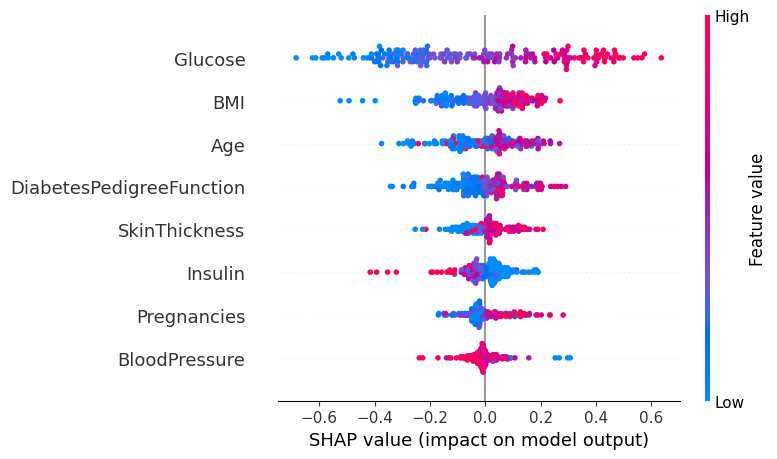 High
Glucose
BMI
Age
DiabetesPedigreeFunction
SkinThickness
Insulin
Pregnancies
BloodPressure
Low
Feature value
−0.6 −0.4 −0.2 0.0 0.2 0.4 0.6
SHAP value (impact on model output)